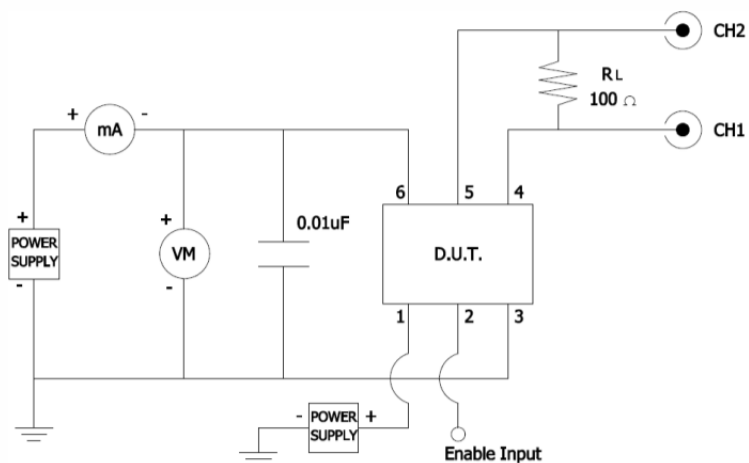 CH2
RL
100 Ω
CH1
+ mA -
6 5 4
+
POWER
SUPPLY
-
+
VM
-
0.01uF
D.U.T.
1 2 3
- POWER
SUPPLY +
Enable Input